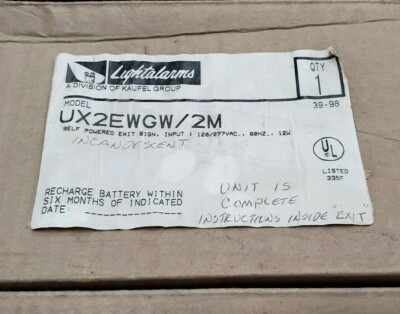 Lightalarms
A DIVISION OF KAUFEL GROUP
QTY
1
39-98
MODEL
UX2EWGW/2M
SELF POWERED EXIT SIGN. INPUT : 120/277VAC.. 60HZ.. 12W
INCANDESCENT
UL
LISTED
335F
RECHARGE BATTERY WITHIN
SIX MONTHS OF INDICATED
DATE:
UNIT IS
COMPLETE
INSTRUCTIONS INSIDE "EXIT"